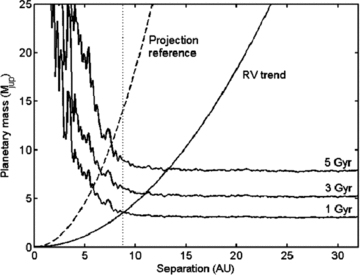 25
20
15
10
5
0
Planetary mass (M_jup)
Projection
reference
RV trend
5 Gyr
3 Gyr
1 Gyr
0 5 10 15 20 25 30
Separation (AU)